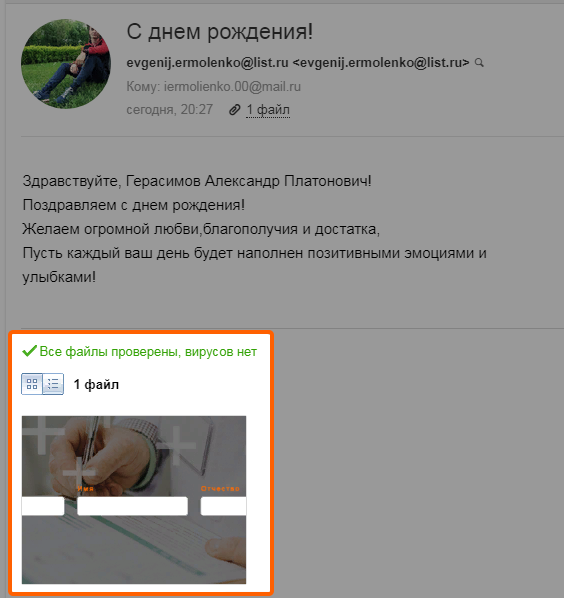 С днем рождения!
evgenij.ermolenko@list.ru <evgenij.ermolenko@list.ru>
Кому: iermolienko.00@mail.ru
сегодня, 20:27 1 файл
Здравствуйте, Герасимов Александр Платонович!
Поздравляем с днем рождения!
Желаем огромной любви,благополучия и достатка,
Пусть каждый ваш день будет наполнен позитивными эмоциями и
улыбками!
Все файлы проверены, вирусов нет
1 файл
Имя Отчество